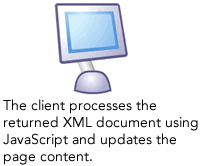 The client processes the
returned XML document using
JavaScript and updates the
page content.